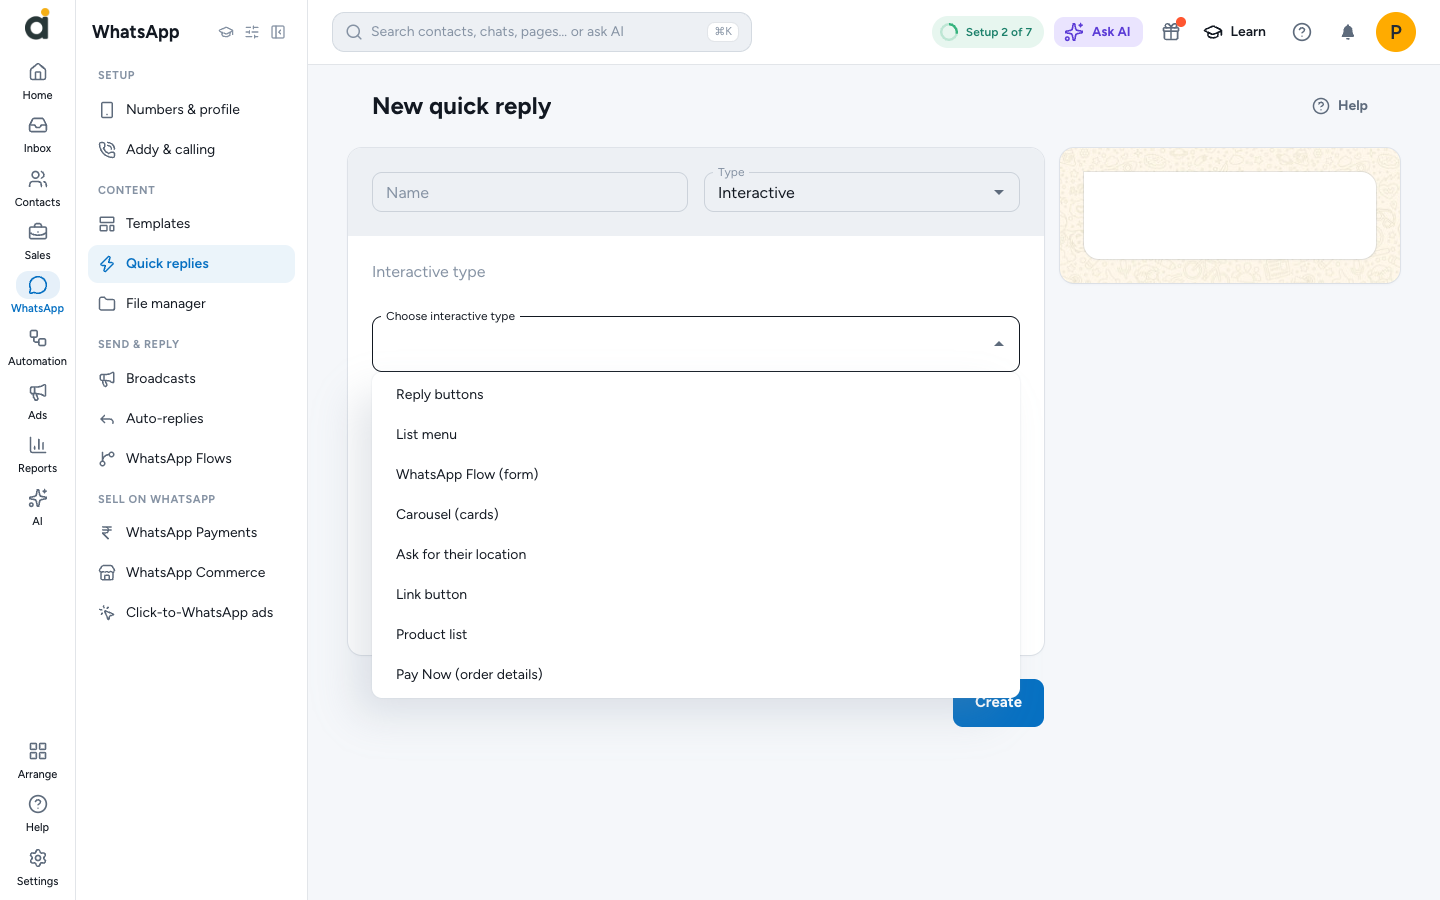 WhatsApp
Search contacts, chats, pages... or ask AI
⌘K
Setup 2 of 7
Ask AI
Learn
P
Home
Inbox
Contacts
Sales
WhatsApp
Automation
Ads
Reports
AI
Arrange
Help
Settings
SETUP
Numbers & profile
Addy & calling
CONTENT
Templates
Quick replies
File manager
SEND & REPLY
Broadcasts
Auto-replies
WhatsApp Flows
SELL ON WHATSAPP
WhatsApp Payments
WhatsApp Commerce
Click-to-WhatsApp ads
New quick reply
Help
Name
Type
Interactive
Interactive type
Choose interactive type
Reply buttons
List menu
WhatsApp Flow (form)
Carousel (cards)
Ask for their location
Link button
Product list
Pay Now (order details)
Create